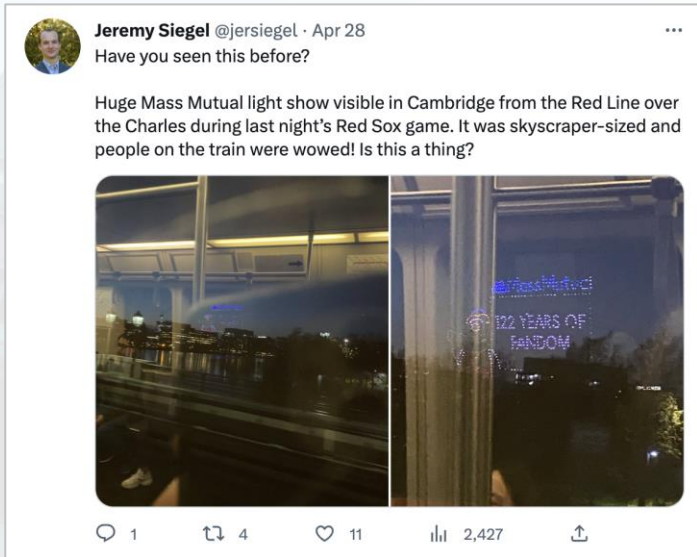 Jeremy Siegel @jersiegel · Apr 28
Have you seen this before?
Huge Mass Mutual light show visible in Cambridge from the Red Line over
the Charles during last night's Red Sox game. It was skyscraper-sized and
people on the train were wowed! Is this a thing?
MassMutual
122 YEARS OF
FANDOM
1 4 11 2,427